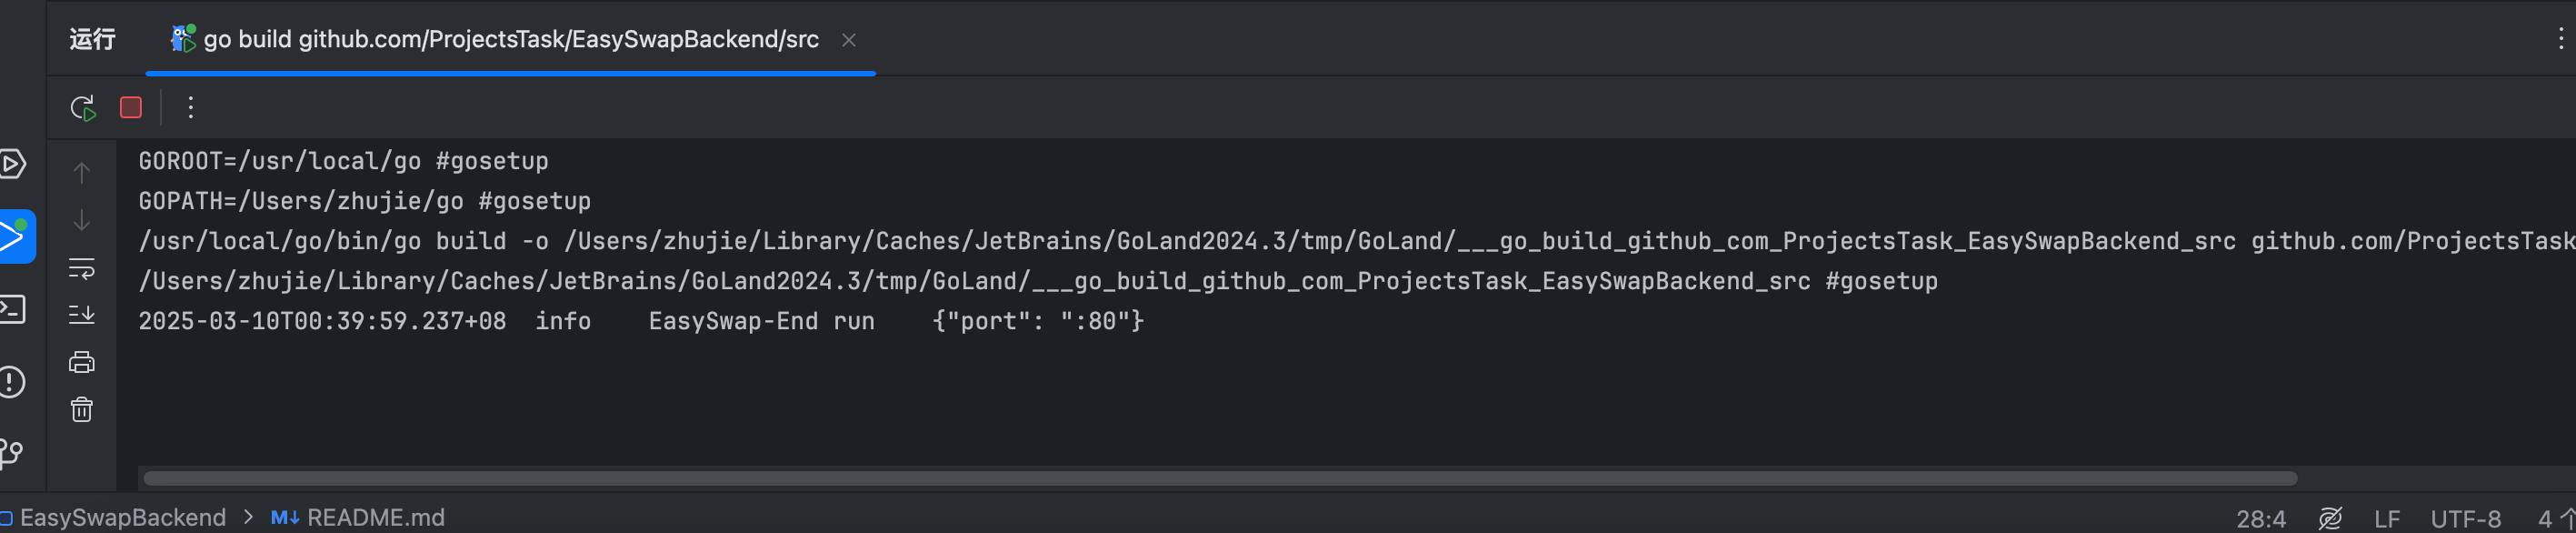 运行 go build github.com/ProjectsTask/EasySwapBackend/src
GOROOT=/usr/local/go #gosetup
GOPATH=/Users/zhujie/go #gosetup
/usr/local/go/bin/go build -o /Users/zhujie/Library/Caches/JetBrains/GoLand2024.3/tmp/GoLand/___go_build_github_com_ProjectsTask_EasySwapBackend_src github.com/ProjectsTask
/Users/zhujie/Library/Caches/JetBrains/GoLand2024.3/tmp/GoLand/___go_build_github_com_ProjectsTask_EasySwapBackend_src #gosetup
2025-03-10T00:39:59.237+08 info EasySwap-End run {"port": ":80"}
EasySwapBackend > M↓ README.md 28:4 LF UTF-8 4 个